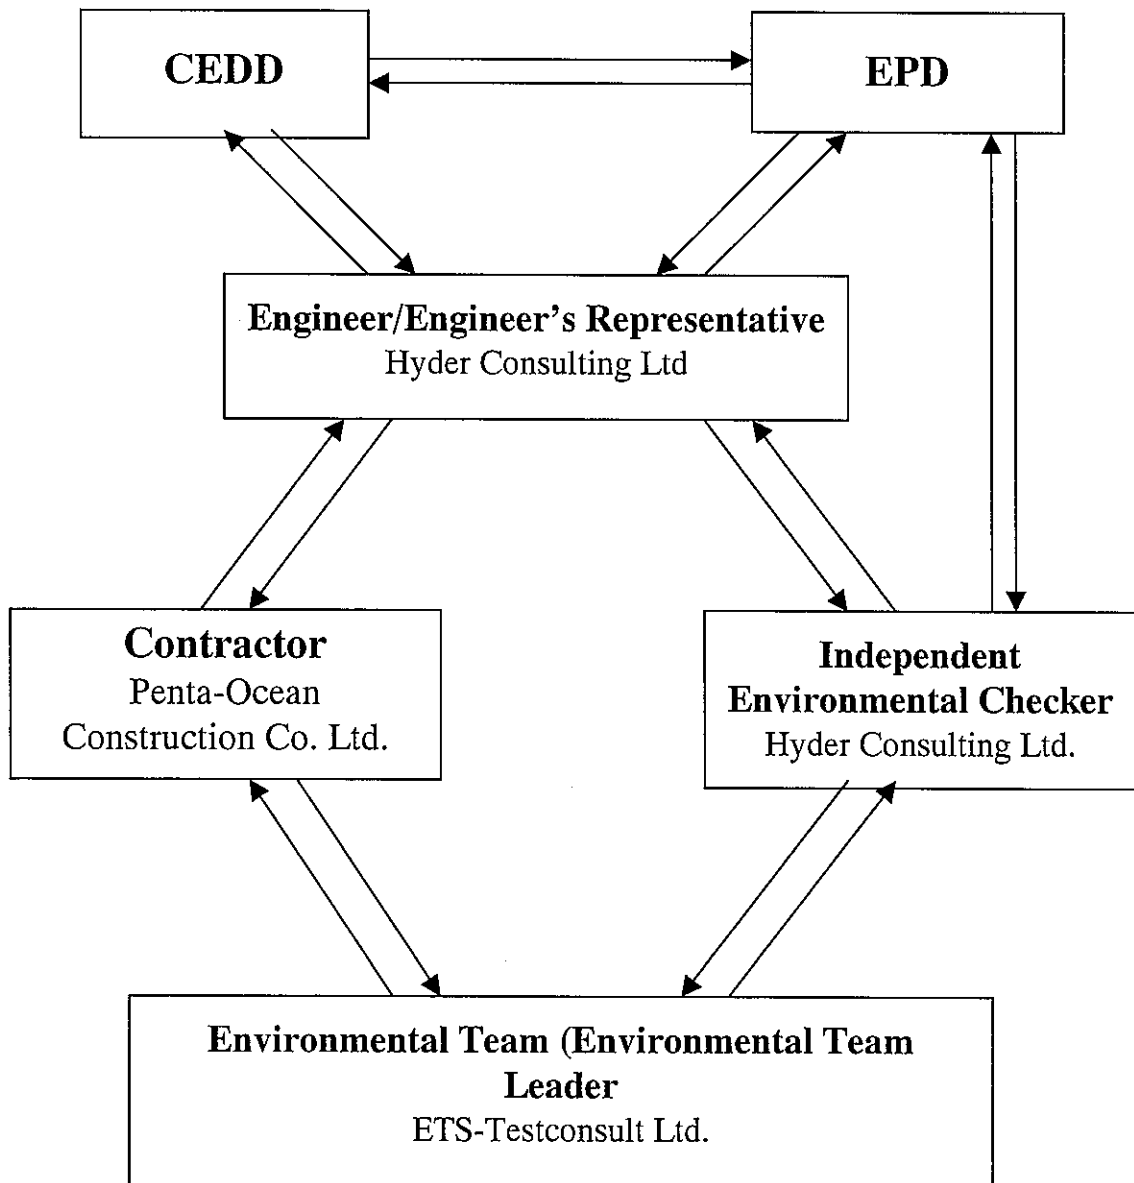 CEDD
EPD
Engineer/Engineer's Representative
Hyder Consulting Ltd
Contractor
Penta-Ocean
Construction Co. Ltd.
Independent
Environmental Checker
Hyder Consulting Ltd.
Environmental Team (Environmental Team
Leader
ETS-Testconsult Ltd.